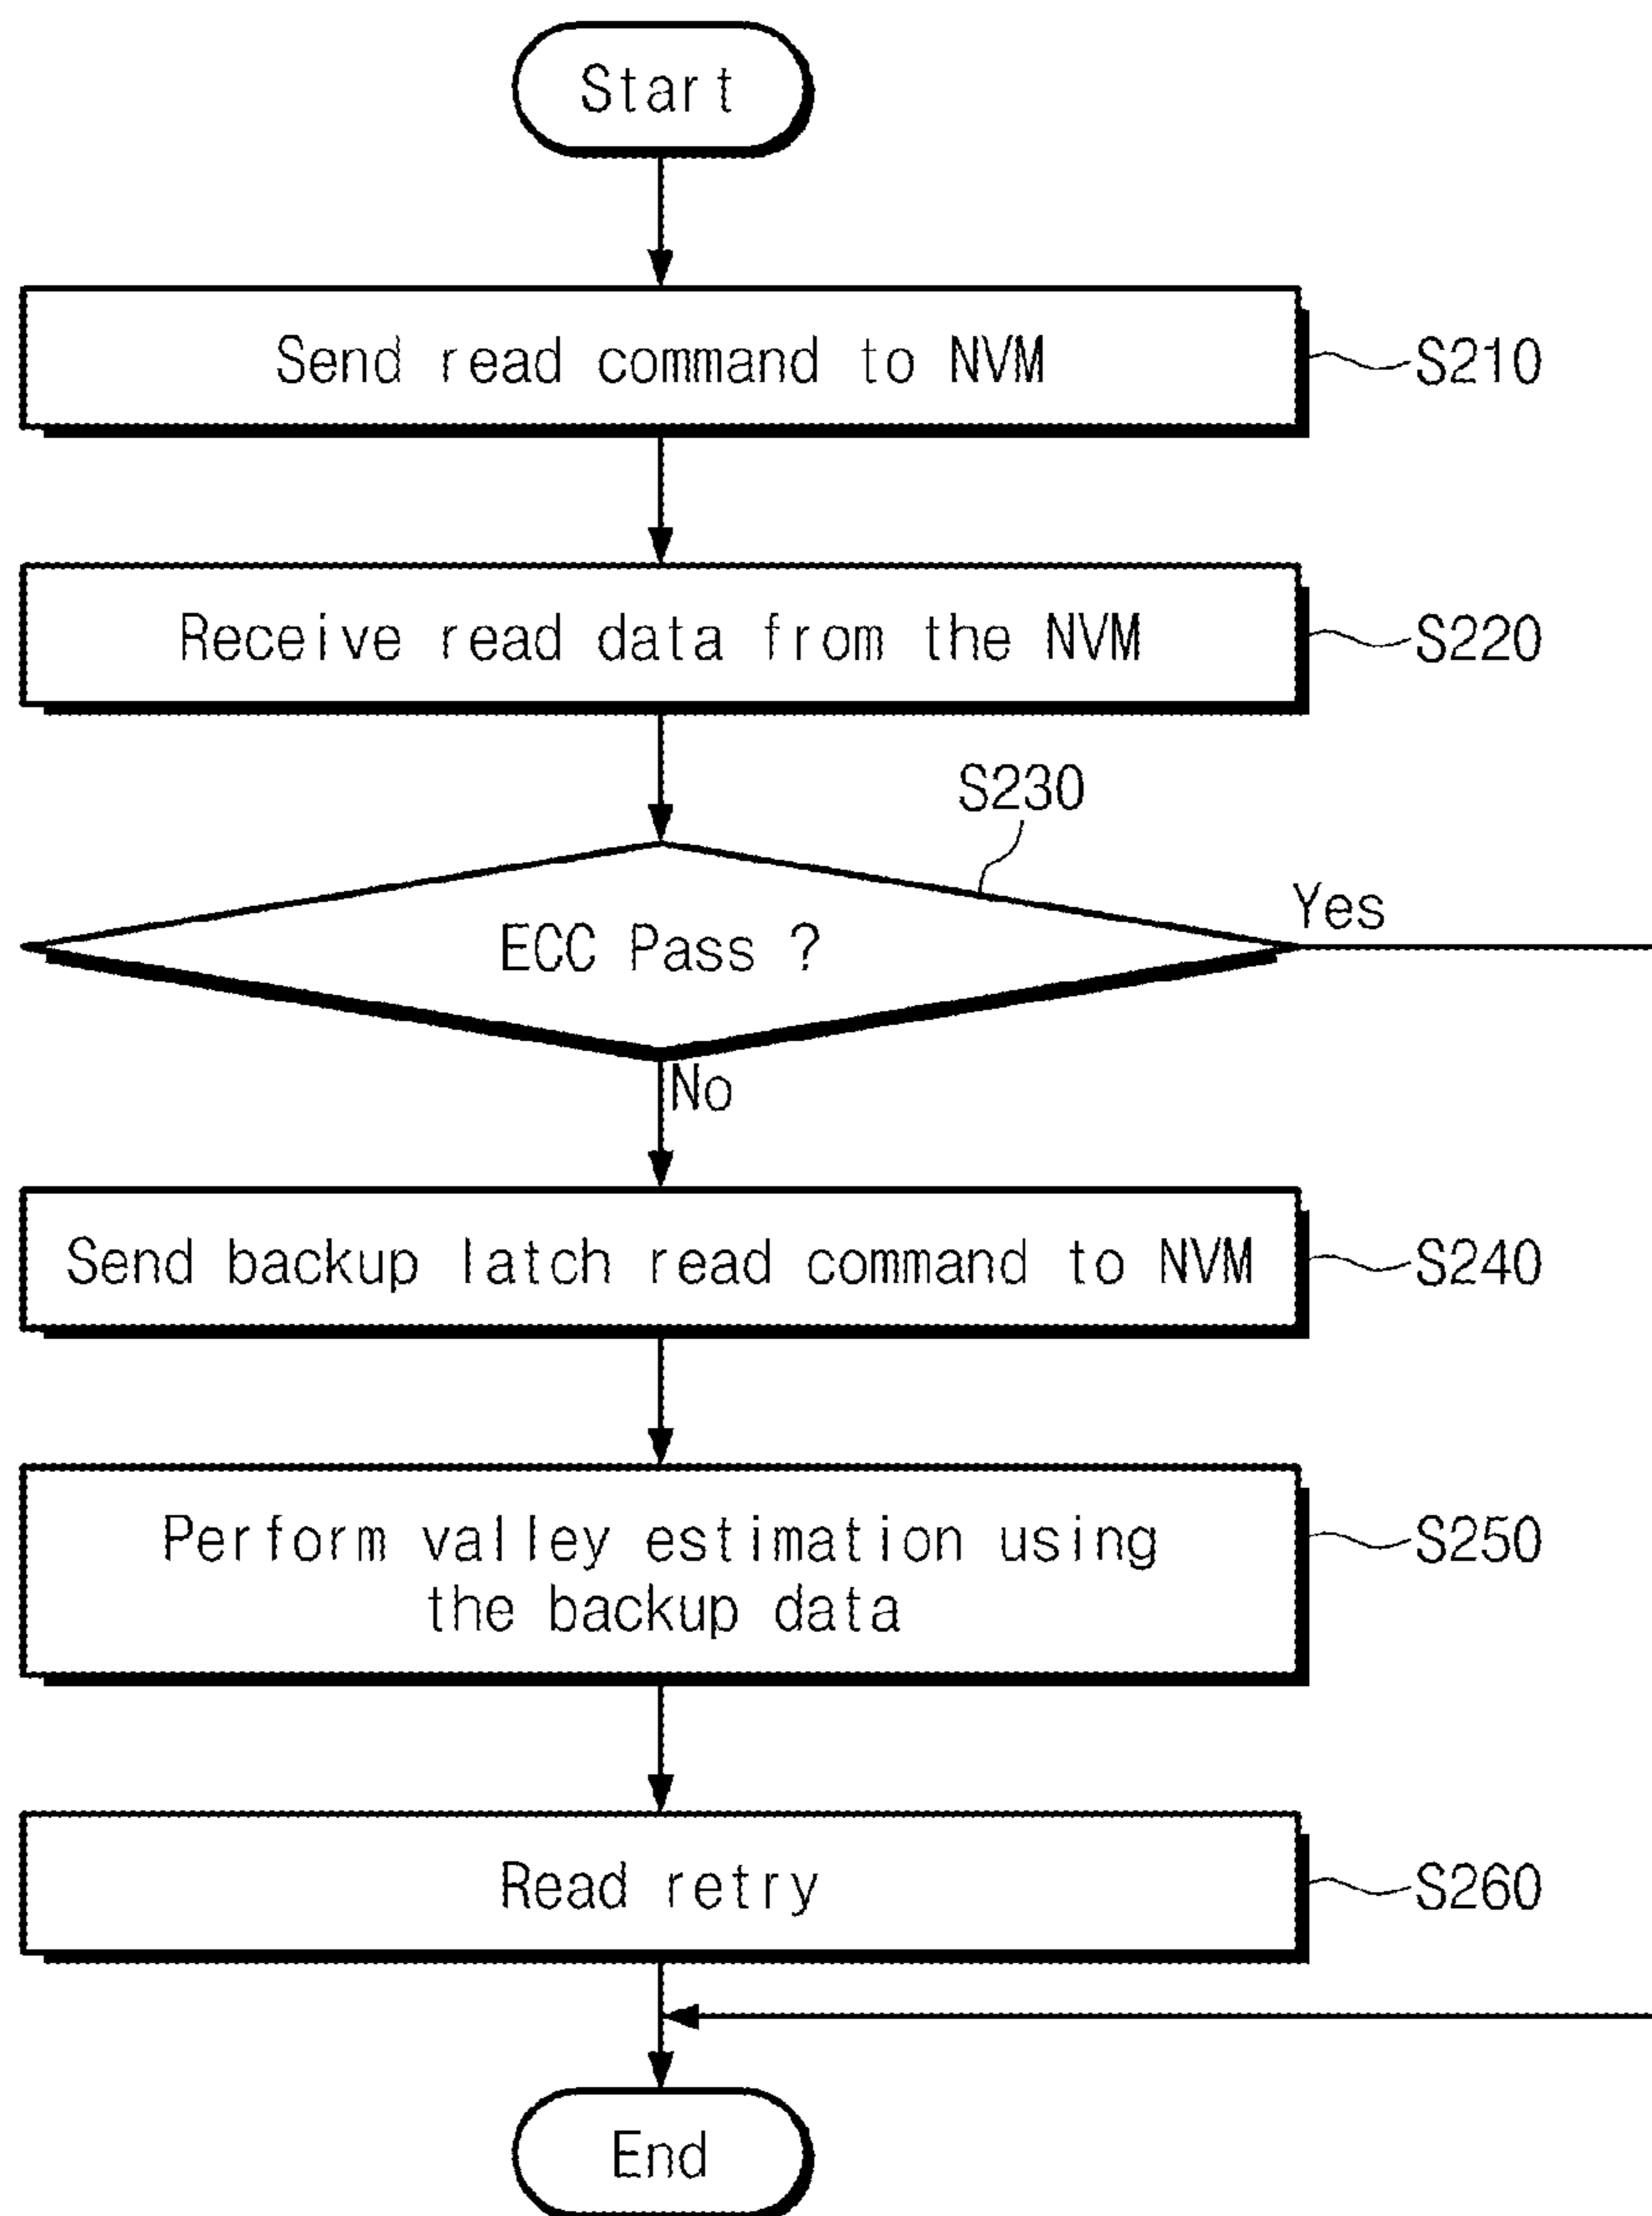 Start
Send read command to NVM
S210
Receive read data from the NVM
S220
S230
ECC Pass ?
Yes
No
Send backup latch read command to NVM
S240
Perform valley estimation using
the backup data
S250
Read retry
S260
End